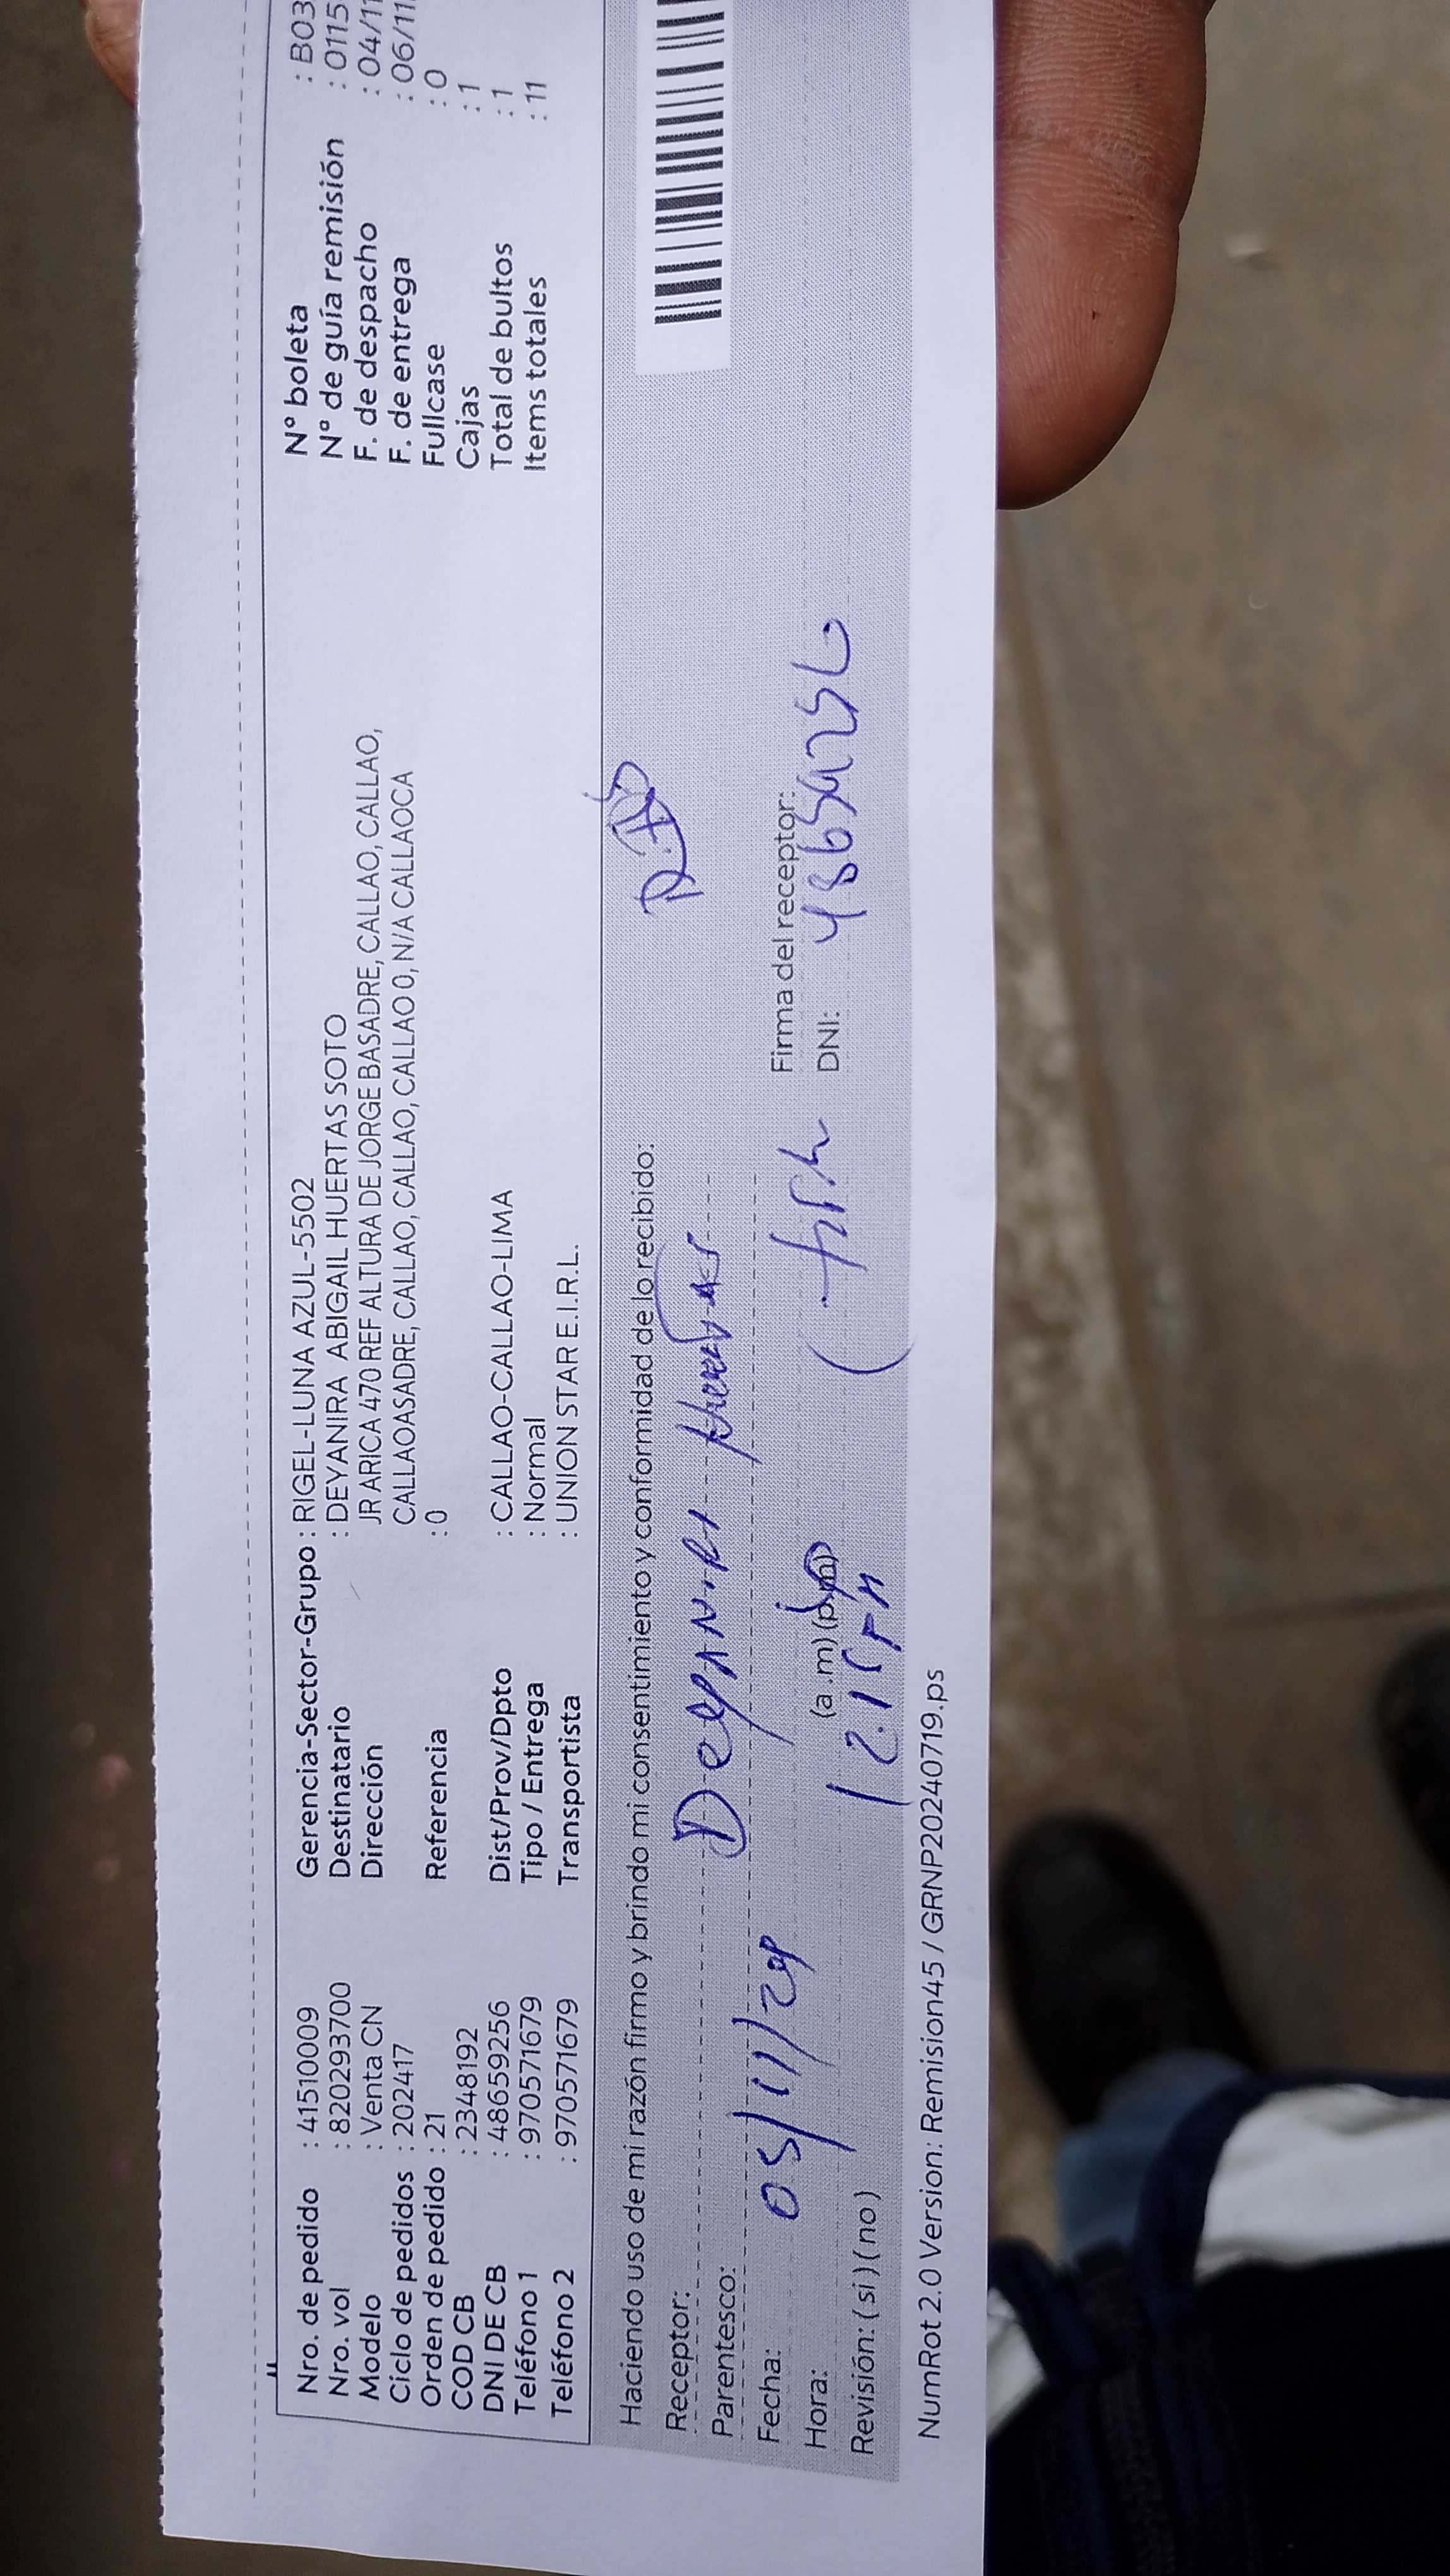 Nro. de pedido : 41510009 Gerencia-Sector-Grupo : RIGEL-LUNA AZUL-5502 N° boleta : B03
Nro. vol : 820293700 Destinatario : DEYANIRA ABIGAIL HUERTAS SOTO N° de guía remisión : 0115
Modelo : Venta CN Dirección JR ARICA 470 REF ALTURA DE JORGE BASADRE, CALLAO, CALLAO, F. de despacho : 04/11
Ciclo de pedidos : 202417 CALLAOASADRE, CALLAO, CALLAO, CALLAO 0, N/A CALLAOCA F. de entrega : 06/11
Orden de pedido : 21 Referencia : 0 Fullcase : 0
COD CB : 2348192 Cajas : 1
DNI DE CB : 48659256 Dist/Prov/Dpto : CALLAO-CALLAO-LIMA Total de bultos : 1
Teléfono 1 : 970571679 Tipo / Entrega : Normal Items totales : 11
Teléfono 2 : 970571679 Transportista : UNION STAR E.I.R.L.
Haciendo uso de mi razón firmo y brindo mi consentimiento y conformidad de lo recibido:
Receptor:
Parentesco:
Fecha: 05/11/24 Firma del receptor:
Hora: (a .m) (p.m) DNI:
12:15
Revisión: ( si ) ( no )
NumRot 2.0 Version: Remision45 / GRNP20240719.ps